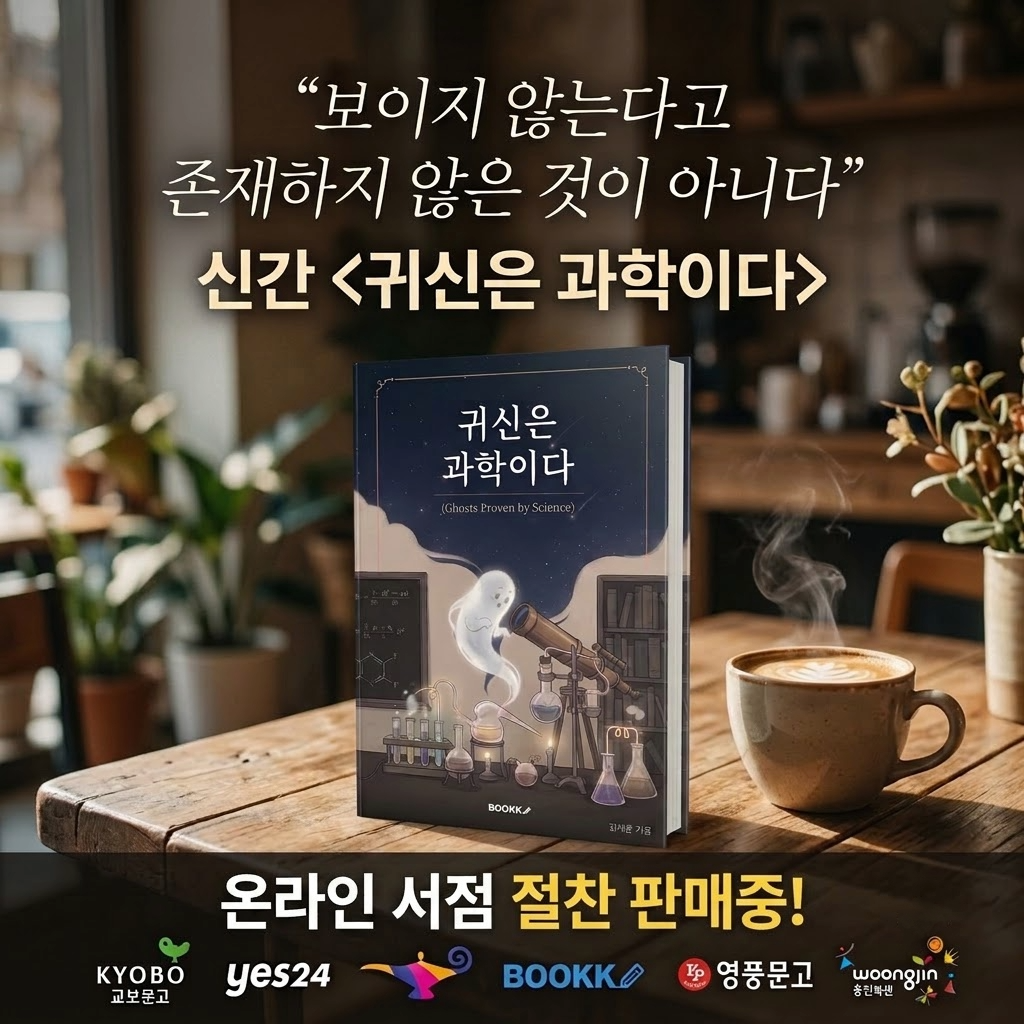 “보이지 않는다고
존재하지 않은 것이 아니다”
신간 <귀신은 과학이다>
귀신은
과학이다
(Ghosts Proven by Science)
BOOKK
지음
온라인 서점 절찬 판매중!
KYOBO
교보문고
yes24
BOOKK
YP 영풍문고
woongjin